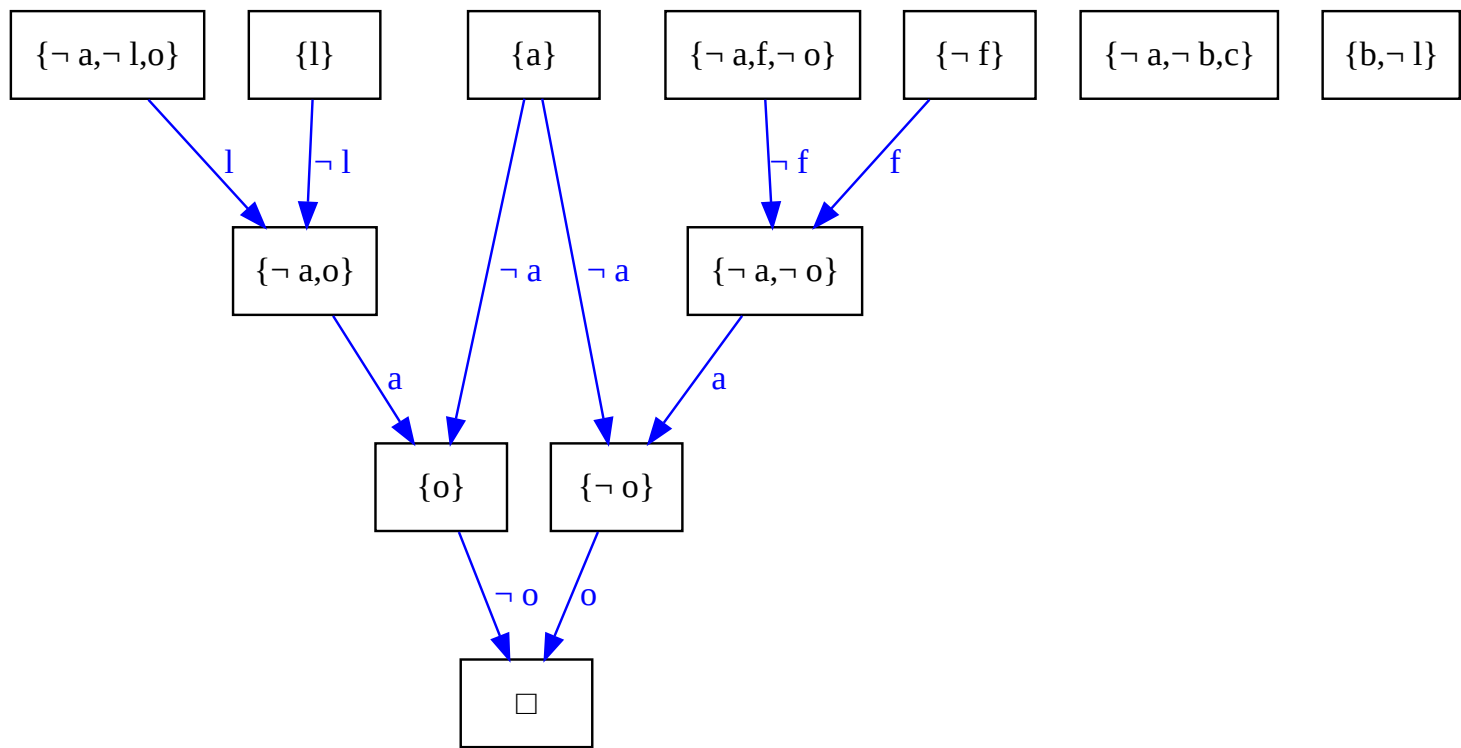 {¬ a,¬ l,o} {l} {a} {¬ a,f,¬ o} {¬ f} {¬ a,¬ b,c} {b,¬ l}
l ¬ l ¬ f f
{¬ a,o} ¬ a ¬ a {¬ a,¬ o}
a a
{o} {¬ o}
¬ o o
□